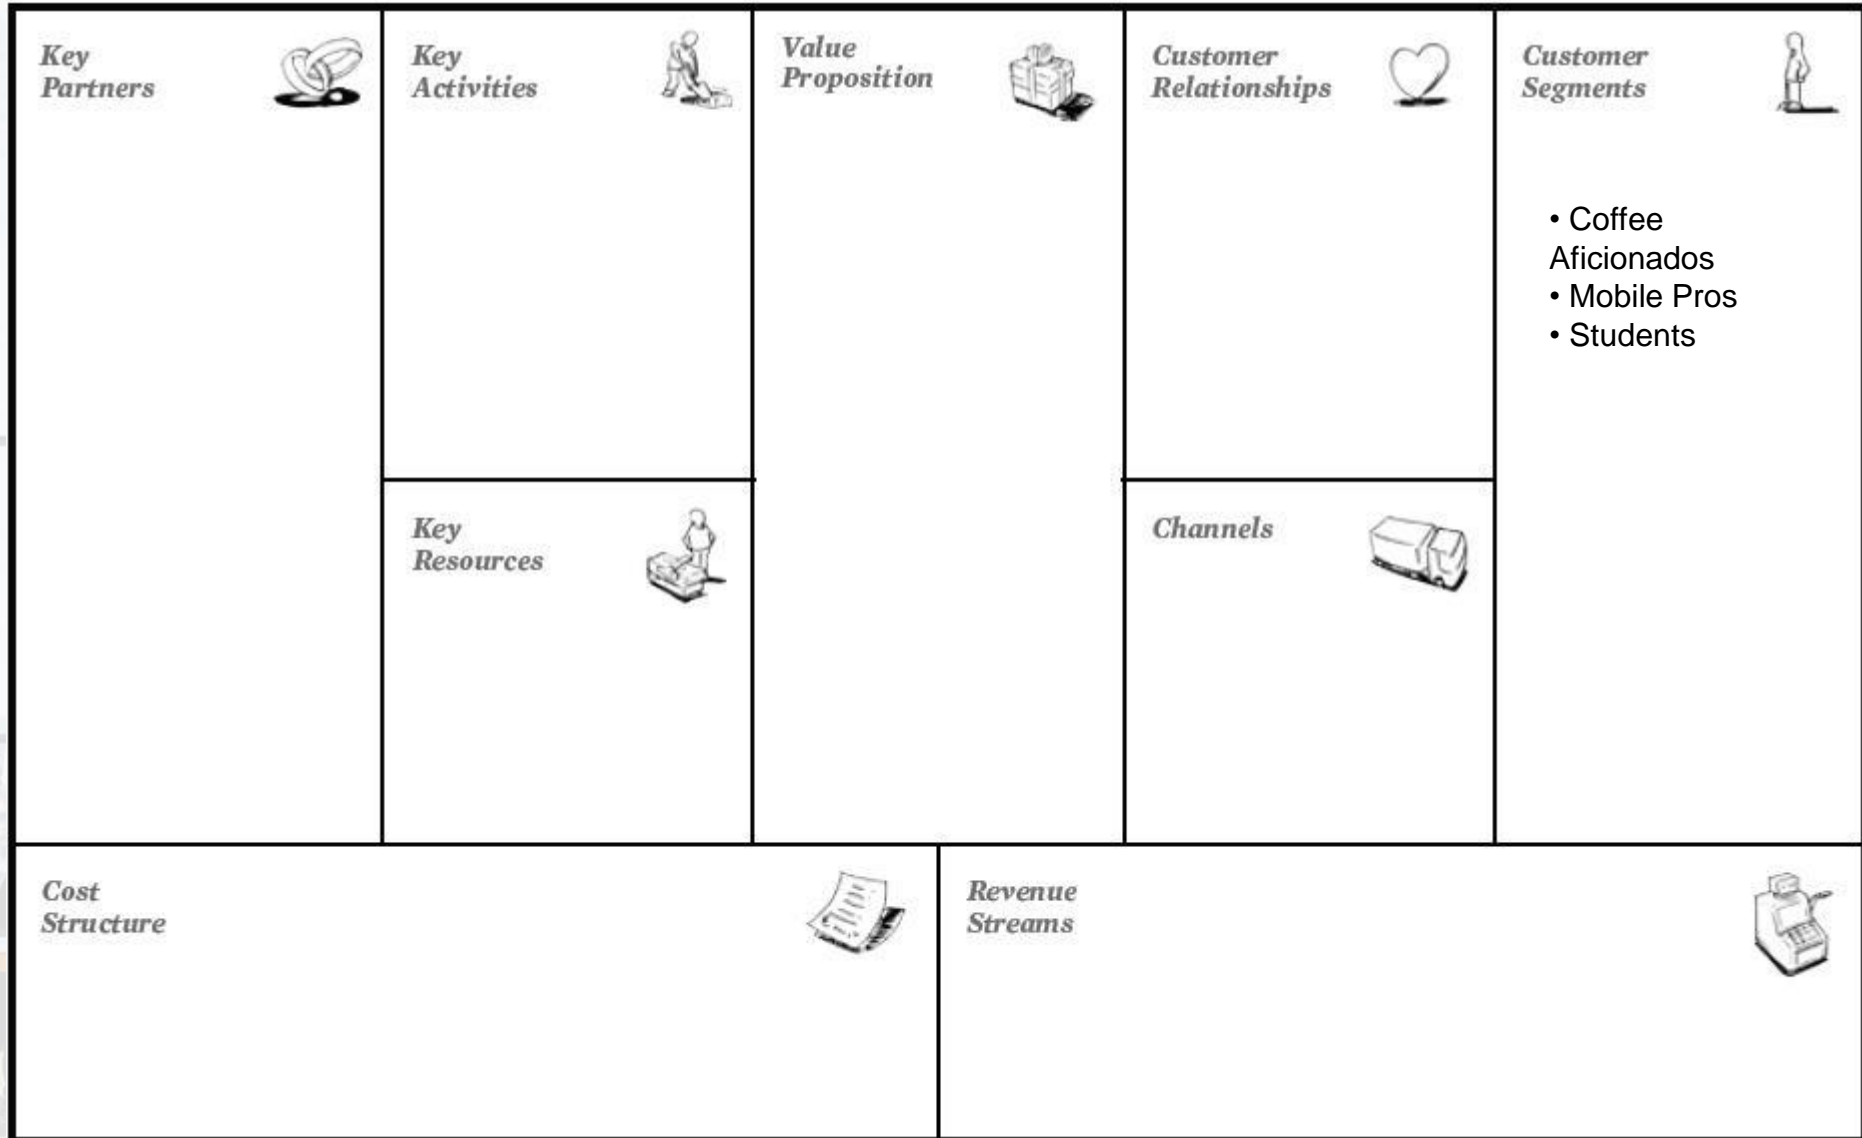 Key
Partners
Key
Activities
Value
Proposition
Customer
Relationships
Customer
Segments
• Coffee
Aficionados
• Mobile Pros
• Students
Key
Resources
Channels
Cost
Structure
Revenue
Streams